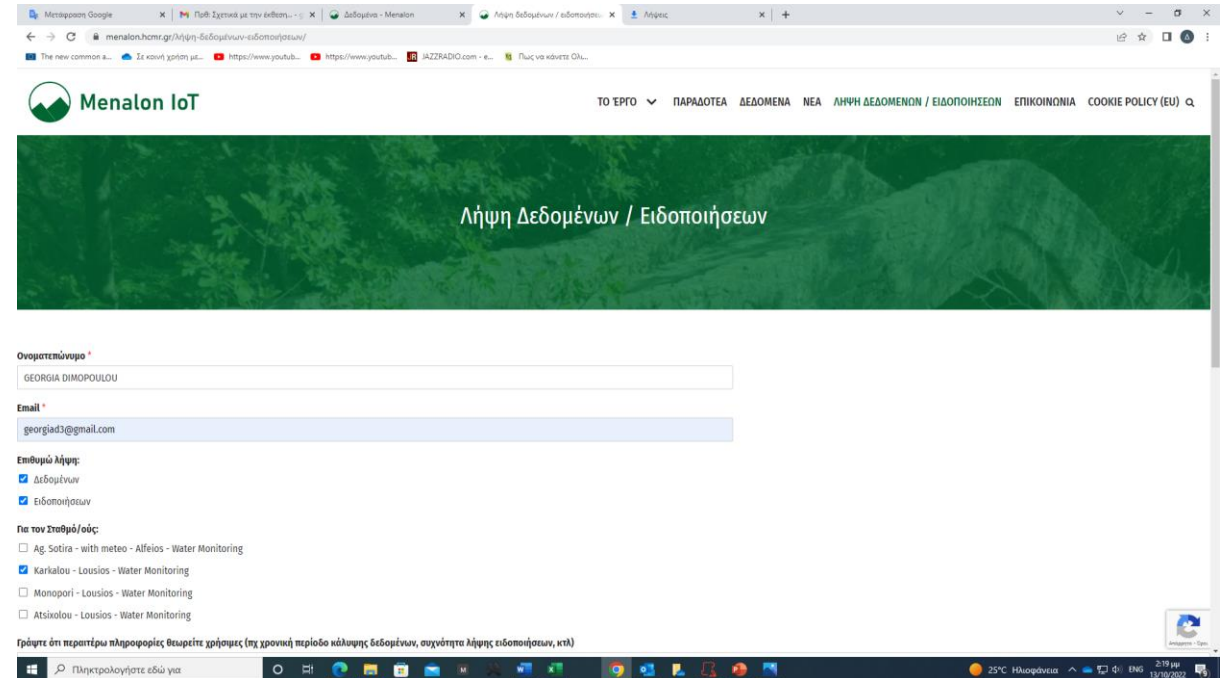 Μετάφραση Google
Πρθ: Σχετικά με την έκθεση... - g
Δεδομένα - Menalon
Λήψη δεδομένων / ειδοποιήσεω
Λήψεις
menalon.hcmr.gr/λήψη-δεδομένων-ειδοποιήσεων/
The new common a...
Σε κοινή χρήση με...
https://www.youtub...
https://www.youtub...
JAZZRADIO.com - e...
Πως να κάνετε Ολι...
Menalon IoT
ΤΟ ΈΡΓΟ ΠΑΡΑΔΟΤΕΑ ΔΕΔΟΜΕΝΑ ΝΕΑ ΛΗΨΗ ΔΕΔΟΜΕΝΩΝ / ΕΙΔΟΠΟΙΗΣΕΩΝ ΕΠΙΚΟΙΝΩΝΙΑ COOKIE POLICY (EU)
Λήψη Δεδομένων / Ειδοποιήσεων
Ονοματεπώνυμο *
GEORGIA DIMOPOULOU
Email *
georgiad3@gmail.com
Επιθυμώ λήψη:
Δεδομένων
Ειδοποιήσεων
Για τον Σταθμό/ούς:
Ag. Sotira - with meteo - Alfeios - Water Monitoring
Karkalou - Lousios - Water Monitoring
Monopori - Lousios - Water Monitoring
Atsixolou - Lousios - Water Monitoring
Γράψτε ότι περαιτέρω πληροφορίες θεωρείτε χρήσιμες (πχ χρονική περίοδο κάλυψης δεδομένων, συχνότητα λήψης ειδοποιήσεων, κτλ)
Πληκτρολογήστε εδώ για
25°C Ηλιοφάνεια
ENG
2:19 μμ
13/10/2022